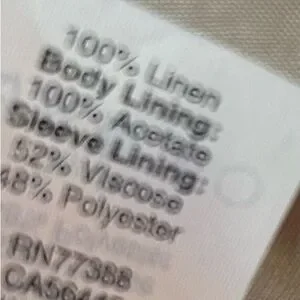 100% Linen
Body Lining:
100% Acetate
Sleeve Lining:
52% Viscose
48% Polyester
RN77388